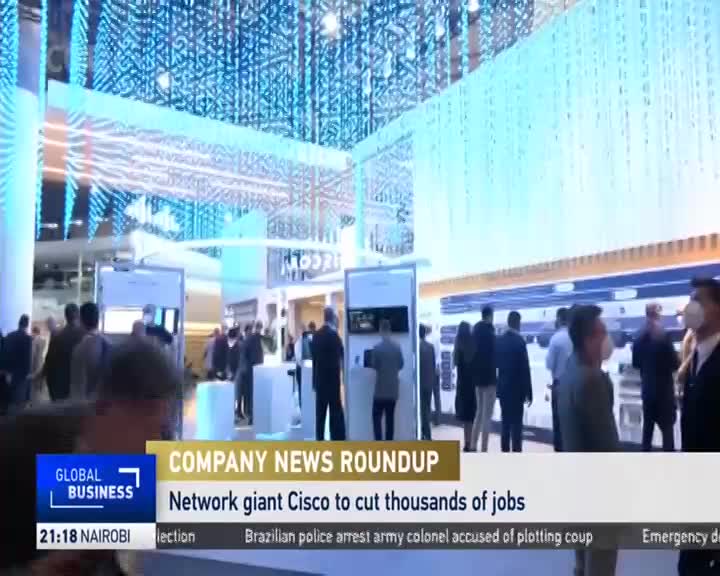 COMPANY NEWS ROUNDUP
GLOBAL
BUSINESS
Network giant Cisco to cut thousands of jobs
21:18 NAIROBI
lection Brazilian police arrest army colonel accused of plotting coup Emergency de